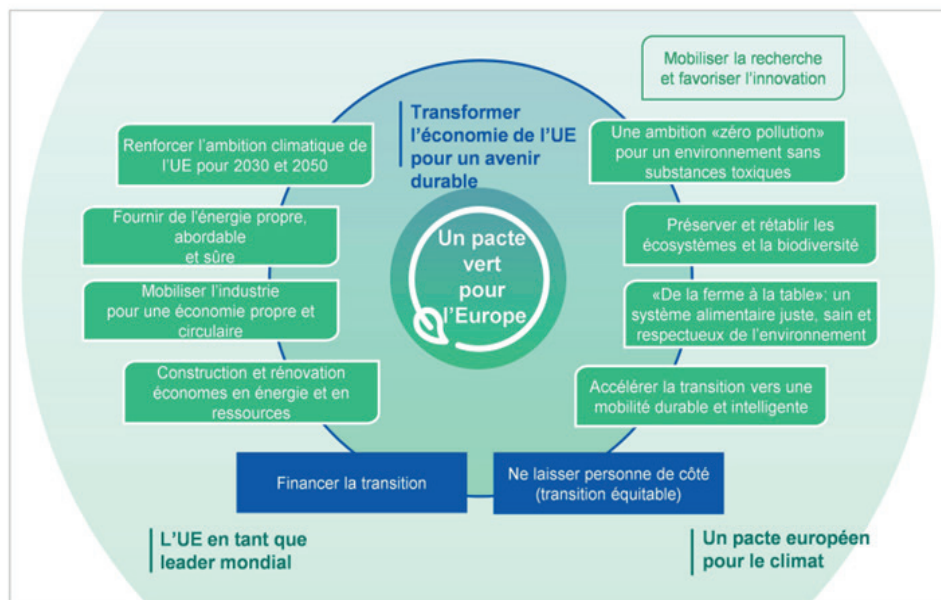 Mobiliser la recherche
et favoriser l'innovation
Transformer
l'économie de l'UE
pour un avenir
durable
Renforcer l'ambition climatique de
l'UE pour 2030 et 2050
Fournir de l'énergie propre,
abordable
et sûre
Mobiliser l'industrie
pour une économie propre et
circulaire
Construction et rénovation
économes en énergie et en
ressources
Un pacte
vert
pour
l'Europe
Une ambition «zéro pollution»
pour un environnement sans
substances toxiques
Préserver et rétablir les
écosystèmes et la biodiversité
«De la ferme à la table»: un
système alimentaire juste, sain et
respectueux de l'environnement
Accélérer la transition vers une
mobilité durable et intelligente
Financer la transition
Ne laisser personne de côté
(transition équitable)
L'UE en tant que
leader mondial
Un pacte européen
pour le climat